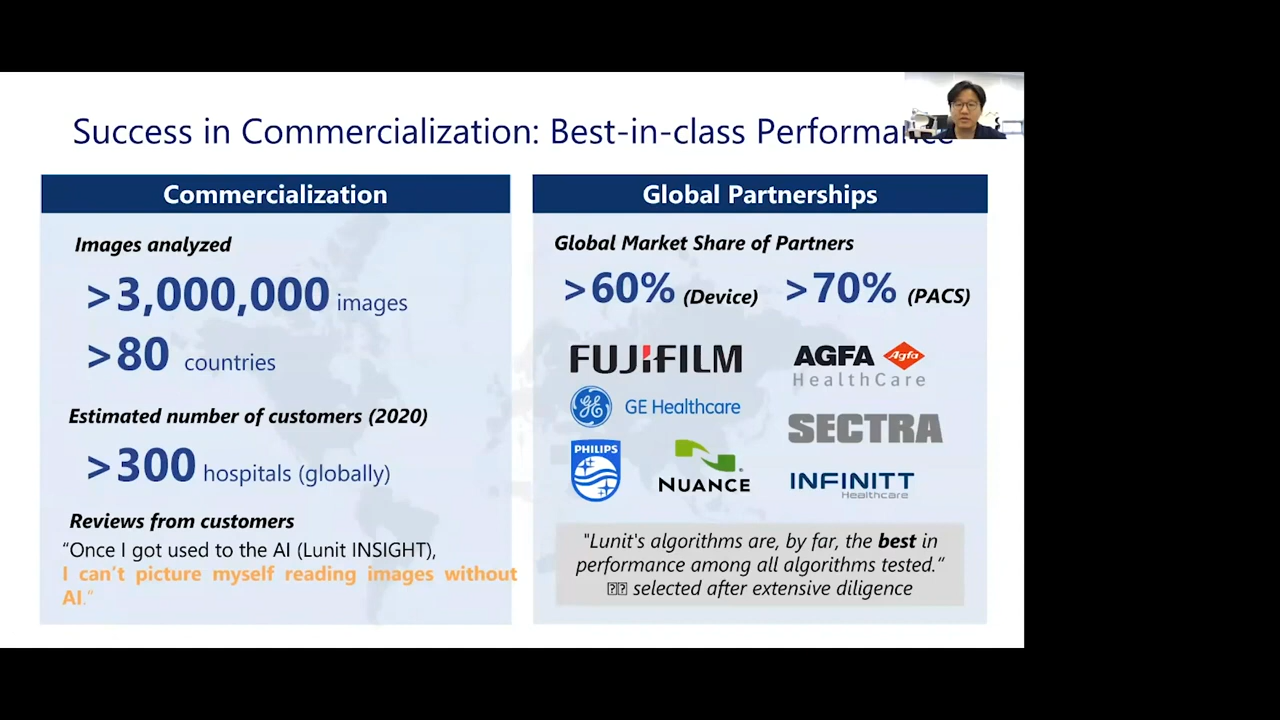 Success in Commercialization: Best-in-class Performance
Commercialization
Images analyzed
>3,000,000 images
>80 countries
Estimated number of customers (2020)
>300 hospitals (globally)
Reviews from customers
“Once I got used to the AI (Lunit INSIGHT),
I can’t picture myself reading images without
AI.”
Global Partnerships
Global Market Share of Partners
>60% (Device) >70% (PACS)
FUJIFILM
AGFA Agfa
HealthCare
GE GE Healthcare
SECTRA
PHILIPS
NUANCE
INFINITT
Healthcare
"Lunit's algorithms are, by far, the best in
performance among all algorithms tested.“
selected after extensive diligence